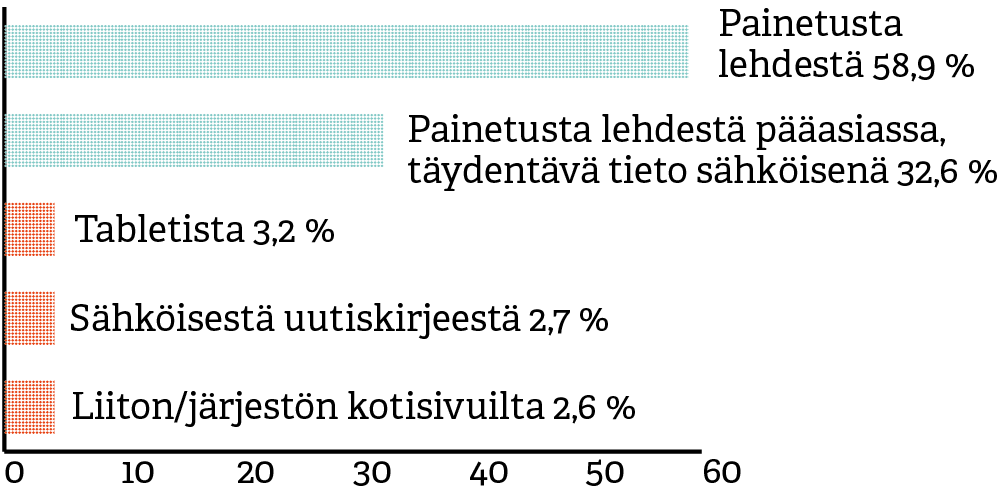 Painetusta
lehdestä 58,9 %
Painetusta lehdestä pääasiassa,
täydentävä tieto sähköisenä 32,6 %
Tabletista 3,2 %
Sähköisestä uutiskirjeestä 2,7 %
Liiton/järjestön kotisivuilta 2,6 %
0 10 20 30 40 50 60